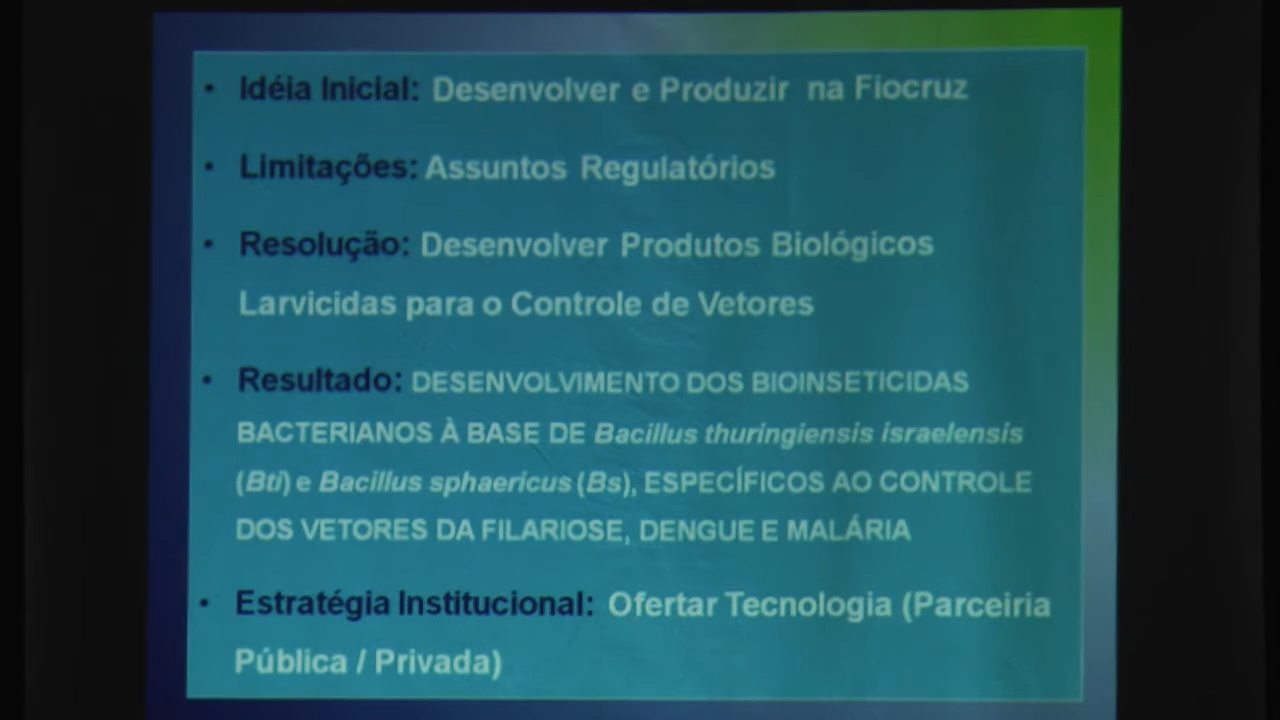 • Idéia Inicial: Desenvolver e Produzir na Fiocruz
• Limitações: Assuntos Regulatórios
• Resolução: Desenvolver Produtos Biológicos
Larvicidas para o Controle de Vetores
• Resultado: DESENVOLVIMENTO DOS BIOINSETICIDAS
BACTERIANOS À BASE DE Bacillus thuringiensis israelensis
(Bti) e Bacillus sphaericus (Bs), ESPECÍFICOS AO CONTROLE
DOS VETORES DA FILARIOSE, DENGUE E MALÁRIA
• Estratégia Institucional: Ofertar Tecnologia (Parceiria
Pública / Privada)